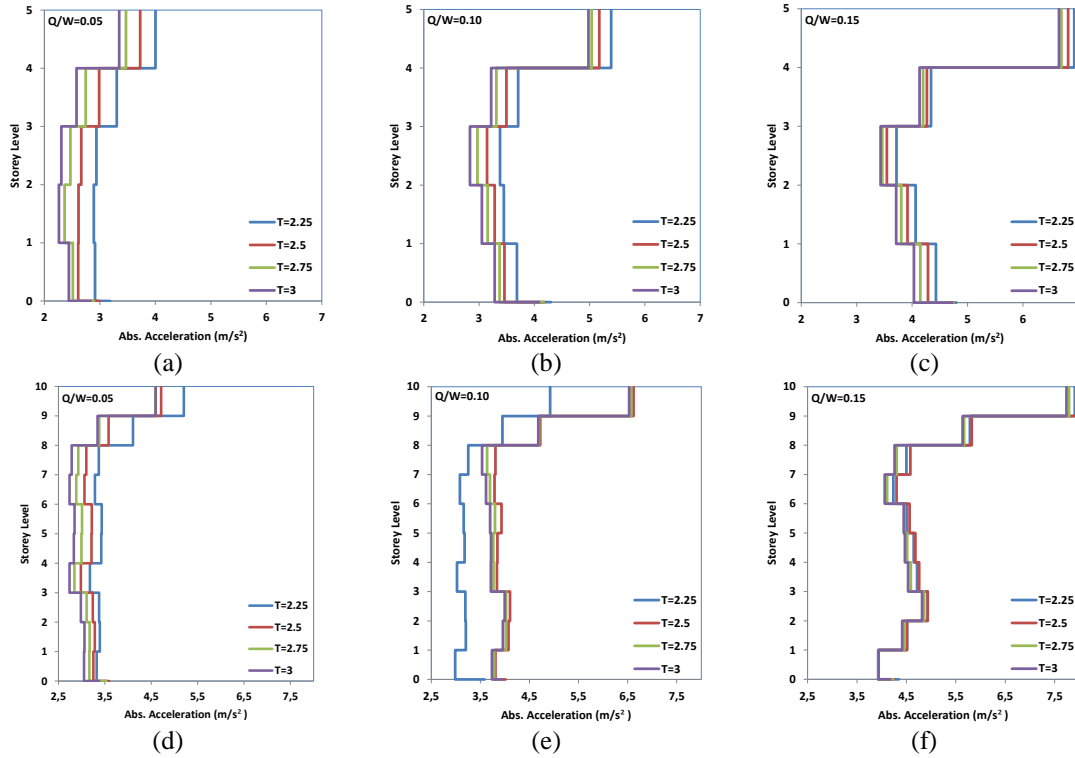 Q/W=0.05
5
4
3
2
1
0
Storey Level
T=2.25
T=2.5
T=2.75
T=3
2
3
4
5
6
7
Abs. Acceleration (m/s²)
(a)
Q/W=0.10
5
4
3
2
1
0
Storey Level
T=2.25
T=2.5
T=2.75
T=3
2
3
4
5
6
7
Abs. Acceleration (m/s²)
(b)
Q/W=0.15
5
4
3
2
1
0
Storey Level
T=2.25
T=2.5
T=2.75
T=3
2
3
4
5
6
Abs. Acceleration (m/s²)
(c)
Q/W=0.05
10
9
8
7
6
5
4
3
2
1
0
Storey Level
T=2.25
T=2.5
T=2.75
T=3
2,5
3,5
4,5
5,5
6,5
7,5
Abs. Acceleration (m/s²)
(d)
Q/W=0.10
10
9
8
7
6
5
4
3
2
1
0
Storey Level
T=2.25
T=2.5
T=2.75
T=3
2,5
3,5
4,5
5,5
6,5
7,5
Abs. Acceleration (m/s²)
(e)
Q/W=0.15
10
9
8
7
6
5
4
3
2
1
0
Storey Level
T=2.25
T=2.5
T=2.75
T=3
2,5
3,5
4,5
5,5
6,5
7,5
Abs. Acceleration (m/s²)
(f)